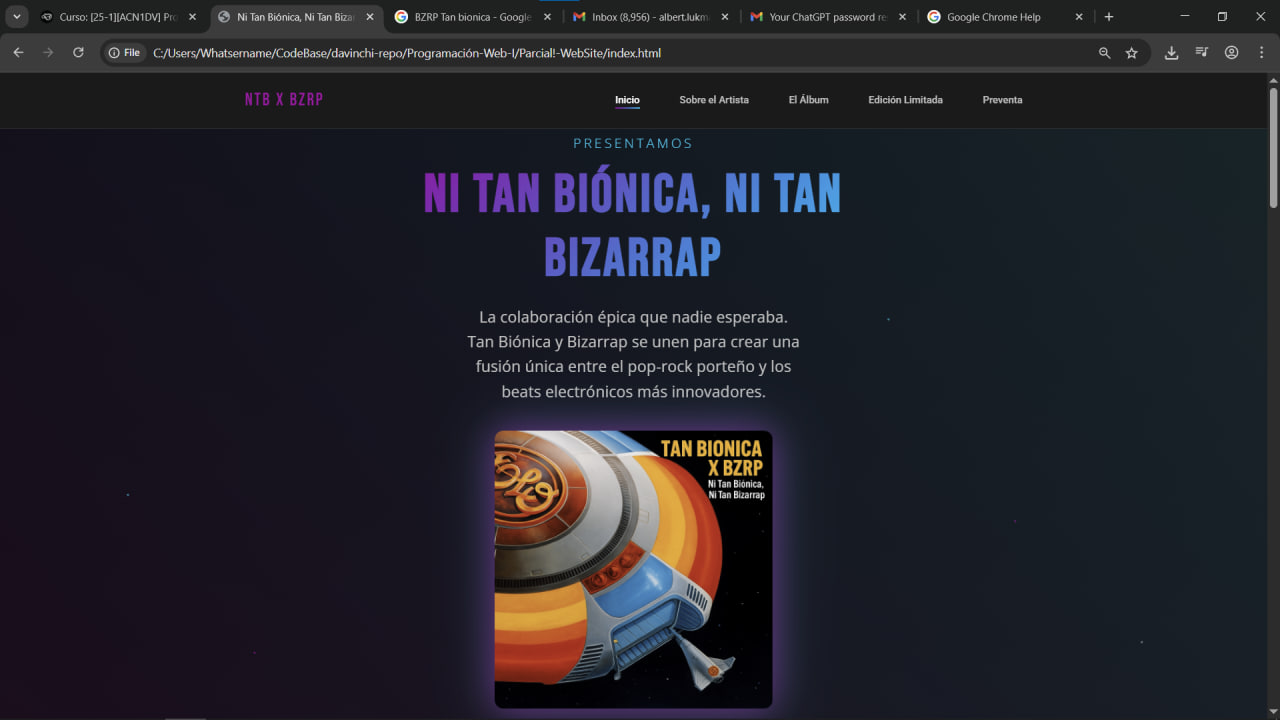 Curso: [25-1][ACN1DV] Pro
Ni Tan Biónica, Ni Tan Bizar
BZRP Tan bionica - Google
Inbox (8,956) - albert.lukm
Your ChatGPT password re
Google Chrome Help
File
C:/Users/Whatsername/CodeBase/davinchi-repo/Programación-Web-I/Parcial!-WebSite/index.html
NTB X BZRP
Inicio
Sobre el Artista
El Álbum
Edición Limitada
Preventa
PRESENTAMOS
NI TAN BIÓNICA, NI TAN
BIZARRAP
La colaboración épica que nadie esperaba.
Tan Biónica y Bizarrap se unen para crear una
fusión única entre el pop-rock porteño y los
beats electrónicos más innovadores.
TAN BIONICA
X BZRP
Ni Tan Biónica,
Ni Tan Bizarrap